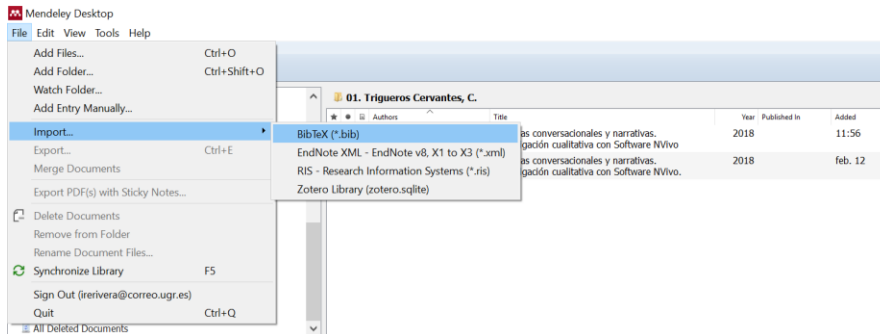 Mendeley Desktop
File Edit View Tools Help
Add Files... Ctrl+O
Add Folder... Ctrl+Shift+O
Watch Folder...
Add Entry Manually...
Import...
Export... Ctrl+E
Merge Documents
Export PDF(s) with Sticky Notes...
Delete Documents
Remove from Folder
Rename Document Files...
Synchronize Library F5
Sign Out (irerivera@correo.ugr.es)
Quit Ctrl+Q
All Deleted Documents
BibTeX (*.bib)
EndNote XML - EndNote v8, X1 to X3 (*.xml)
RIS - Research Information Systems (*.ris)
Zotero Library (zotero.sqlite)
01. Trigueros Cervantes, C.
Authors Title Year Published In Added
as conversacionales y narrativas. 2018 11:56
gación cualitativa con Software NVivo
as conversacionales y narrativas. 2018 feb. 12
gación cualitativa con Software NVivo.